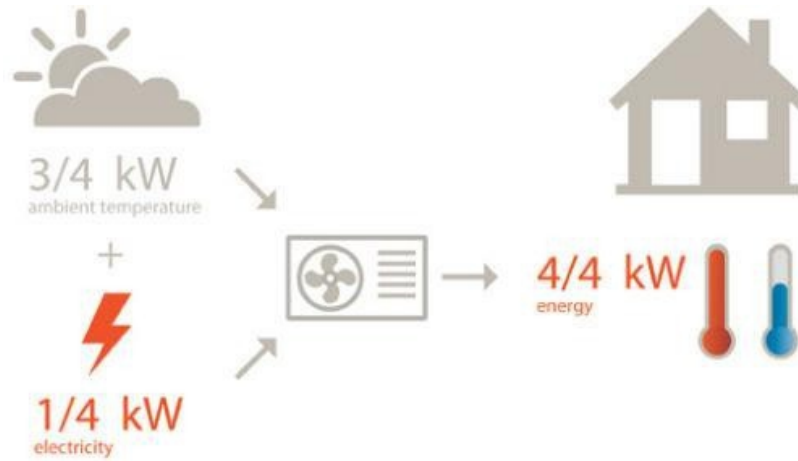 3/4 kW
ambient temperature
+
1/4 kW
electricity
4/4 kW
energy